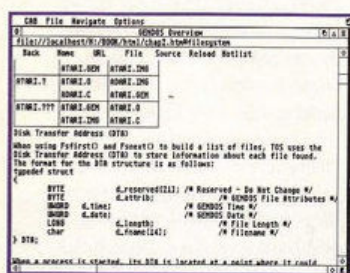 CAB File Navigate Options
GEMDOS Overview
file://localhost/H:/BOOK/html/chap2.htm#filesystem
Back Home URL File Source Reload Hotlist
ATARI.GEM ATARI.IMG
ATARI.? ATARI.O ATARI.IMG
ADAR.C ATARI.GEM
ATARI.??? ATARI.GEM ATARI.O
ATARI.IMG ADARI.C
Disk Transfer Address (DTA)
When using Fsfirst() and Fsnext() to build a list of files, TOS uses the
Disk Transfer Address (DTA) to store information about each file found.
The format for the DTA structure is as follows:
typedef struct
{
BYTE d_reserved[21]; /* Reserved - Do Not Change */
BYTE d_attrib; /* GEMDOS File Attributes */
UWORD d_time; /* GEMDOS Time */
UWORD d_date; /* GEMDOS Date */
LONG d_length; /* File Length */
char d_fname[14]; /* Filename */
} DTA;
When a process is started, its DTA is located at a point where it could